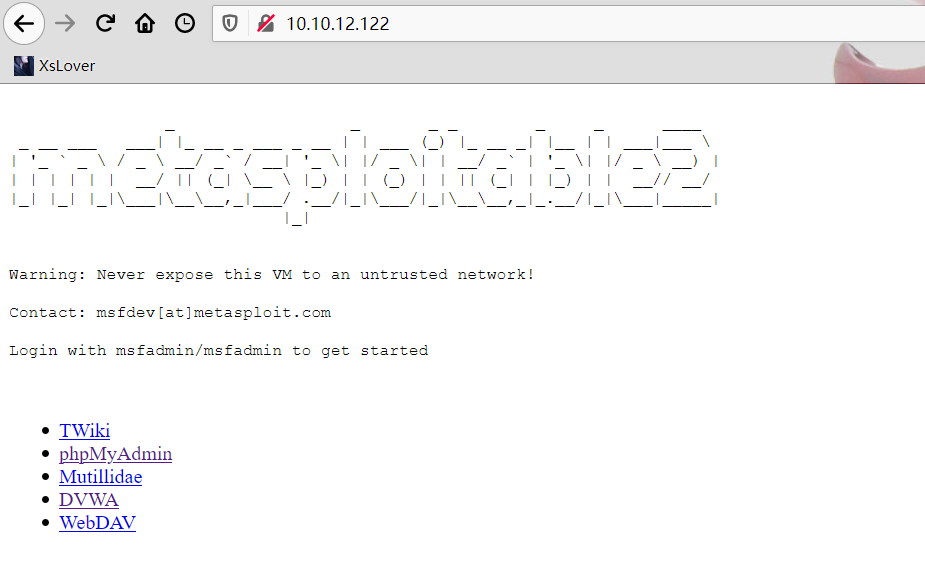 10.10.12.122
XsLover
metasploitable2
Warning: Never expose this VM to an untrusted network!
Contact: msfdev[at]metasploit.com
Login with msfadmin/msfadmin to get started
TWiki
phpMyAdmin
Mutillidae
DVWA
WebDAV